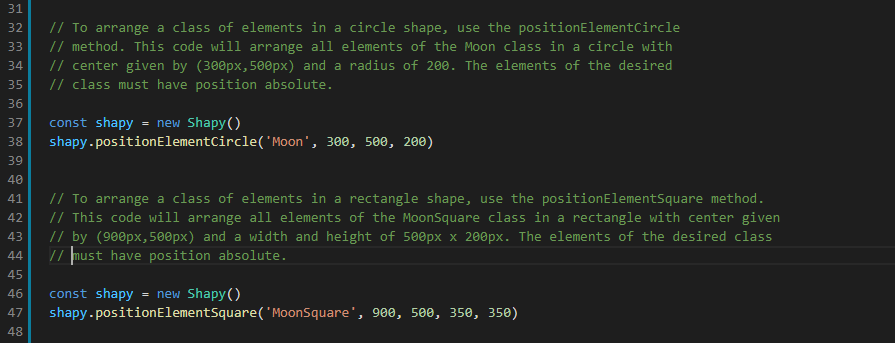 31
32 // To arrange a class of elements in a circle shape, use the positionElementCircle
33 // method. This code will arrange all elements of the Moon class in a circle with
34 // center given by (300px,500px) and a radius of 200. The elements of the desired
35 // class must have position absolute.
36
37 const shapy = new Shapy()
38 shapy.positionElementCircle('Moon', 300, 500, 200)
39
40
41 // To arrange a class of elements in a rectangle shape, use the positionElementSquare method.
42 // This code will arrange all elements of the MoonSquare class in a rectangle with center given
43 // by (900px,500px) and a width and height of 500px x 200px. The elements of the desired class
44 // must have position absolute.
45
46 const shapy = new Shapy()
47 shapy.positionElementSquare('MoonSquare', 900, 500, 350, 350)
48